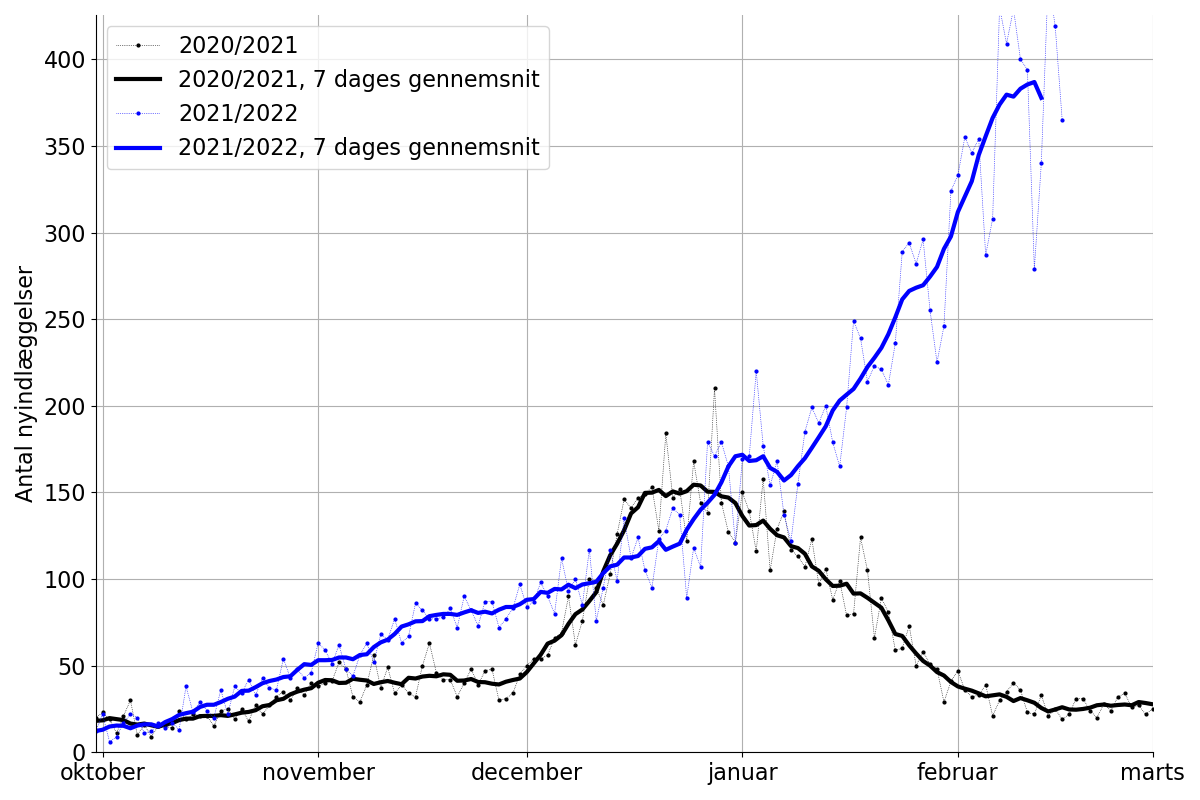 2020/2021
2020/2021, 7 dages gennemsnit
2021/2022
2021/2022, 7 dages gennemsnit
Antal nyindlæggelser
400
350
300
250
200
150
100
50
0
oktober november december januar februar marts